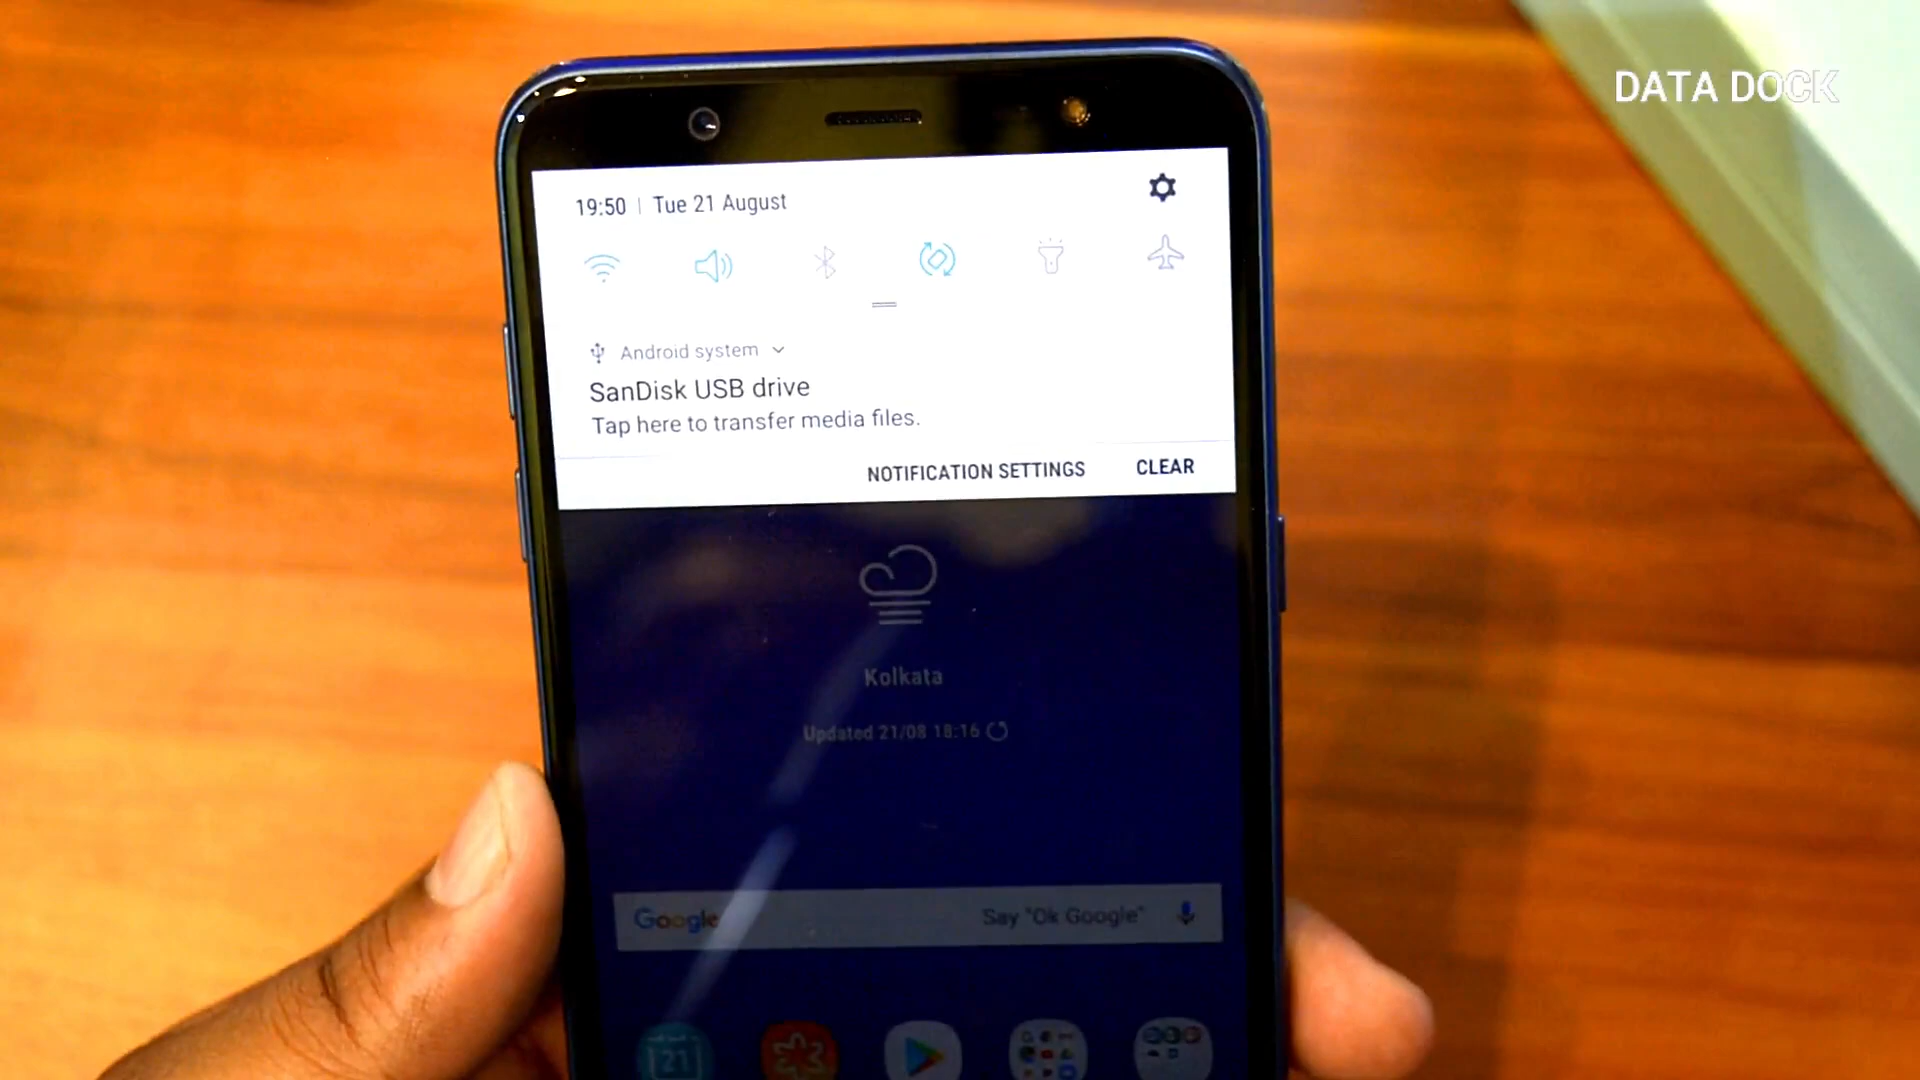 DATA DOCK
19:50 | Tue 21 August
Android system
SanDisk USB drive
Tap here to transfer media files.
NOTIFICATION SETTINGS CLEAR
Kolkata
Updated 21/08 18:16
Google Say "Ok Google"
21